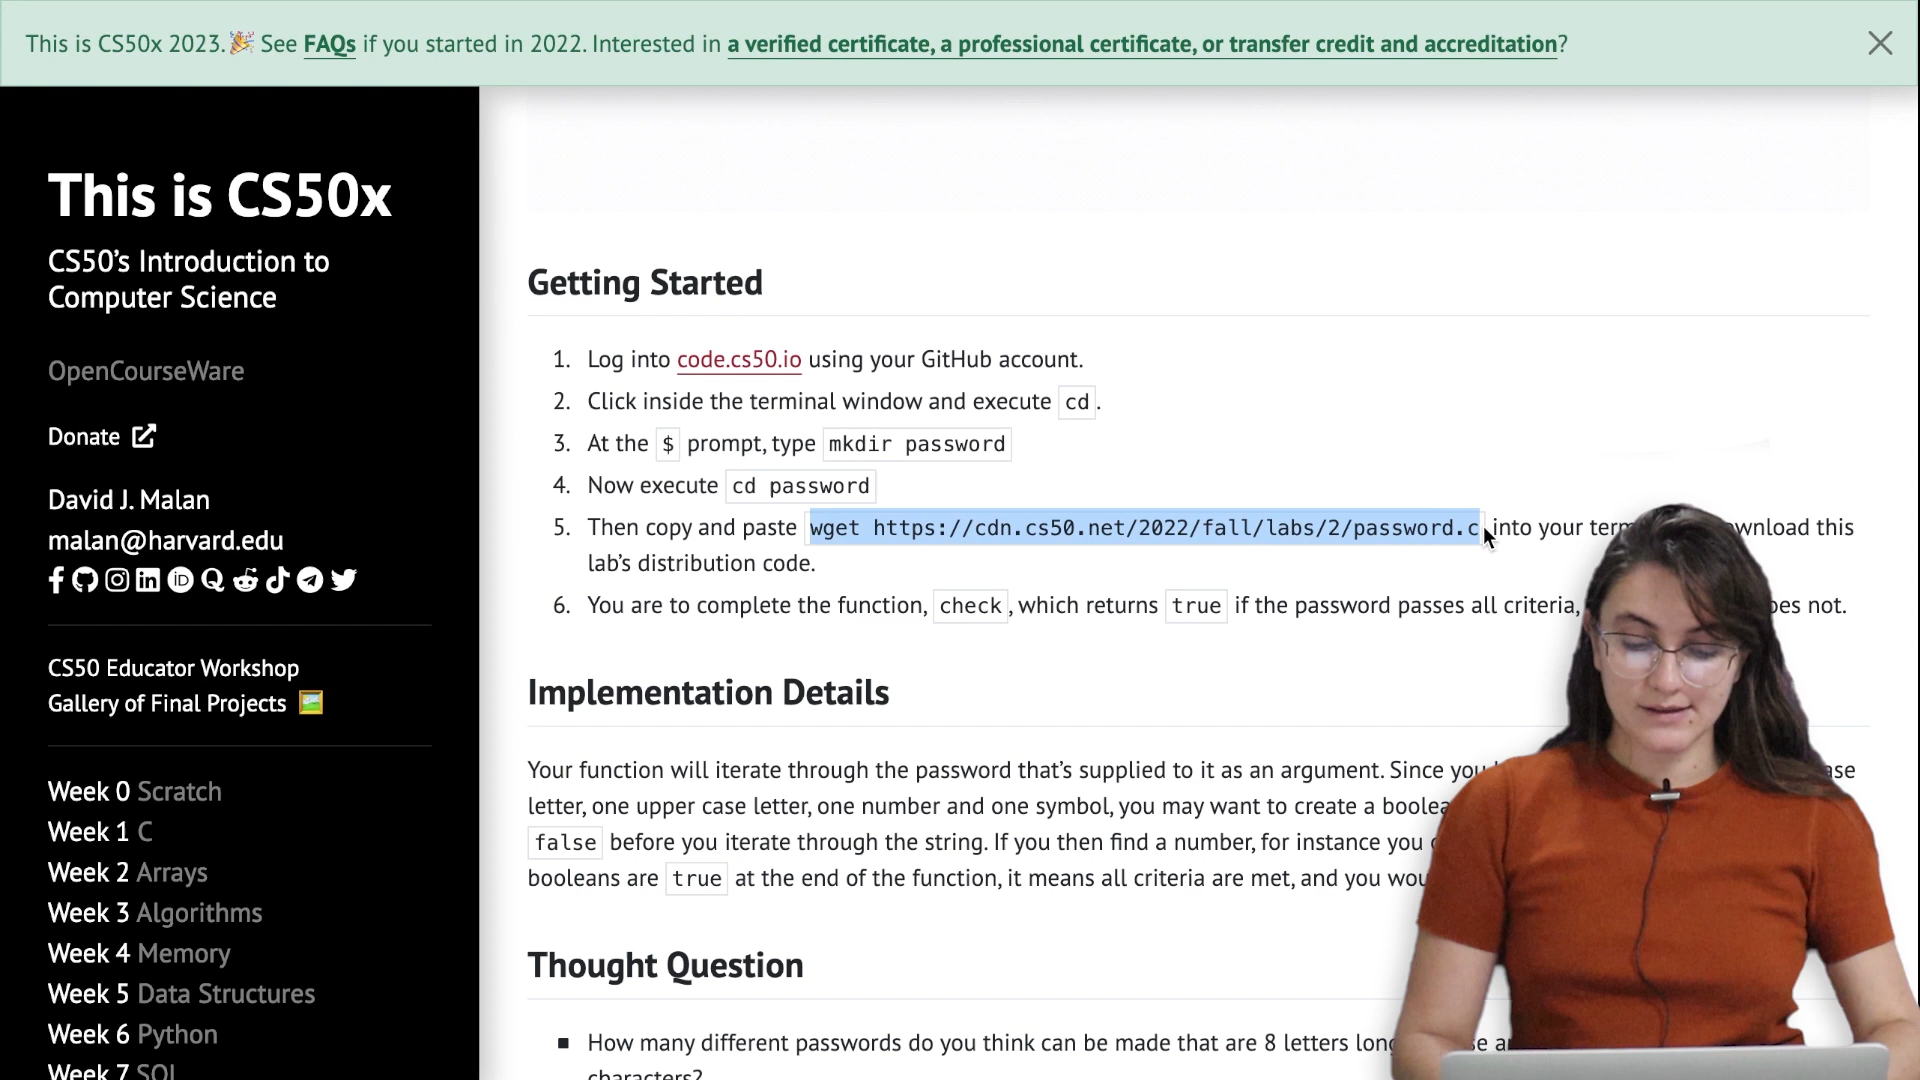 This is CS50x 2023.🎉 See FAQs if you started in 2022. Interested in a verified certificate, a professional certificate, or transfer credit and accreditation?
This is CS50x
CS50's Introduction to
Computer Science
OpenCourseWare
Donate
David J. Malan
malan@harvard.edu
CS50 Educator Workshop
Gallery of Final Projects 🖼️
Week 0 Scratch
Week 1 C
Week 2 Arrays
Week 3 Algorithms
Week 4 Memory
Week 5 Data Structures
Week 6 Python
Week 7 SQL
Getting Started
1. Log into code.cs50.io using your GitHub account.
2. Click inside the terminal window and execute cd.
3. At the $ prompt, type mkdir password
4. Now execute cd password
5. Then copy and paste wget https://cdn.cs50.net/2022/fall/labs/2/password.c into your this
lab's distribution code.
6. You are to complete the function, check, which returns true if the password passes all criteria, not.
Implementation Details
Your function will iterate through the password that's supplied to it as an argument. Since
letter, one upper case letter, one number and one symbol, you may want to create a
false before you iterate through the string. If you then find a number, for instance you
booleans are true at the end of the function, it means all criteria are met, and you
Thought Question
■ How many different passwords do you think can be made that are 8 letters
characters?